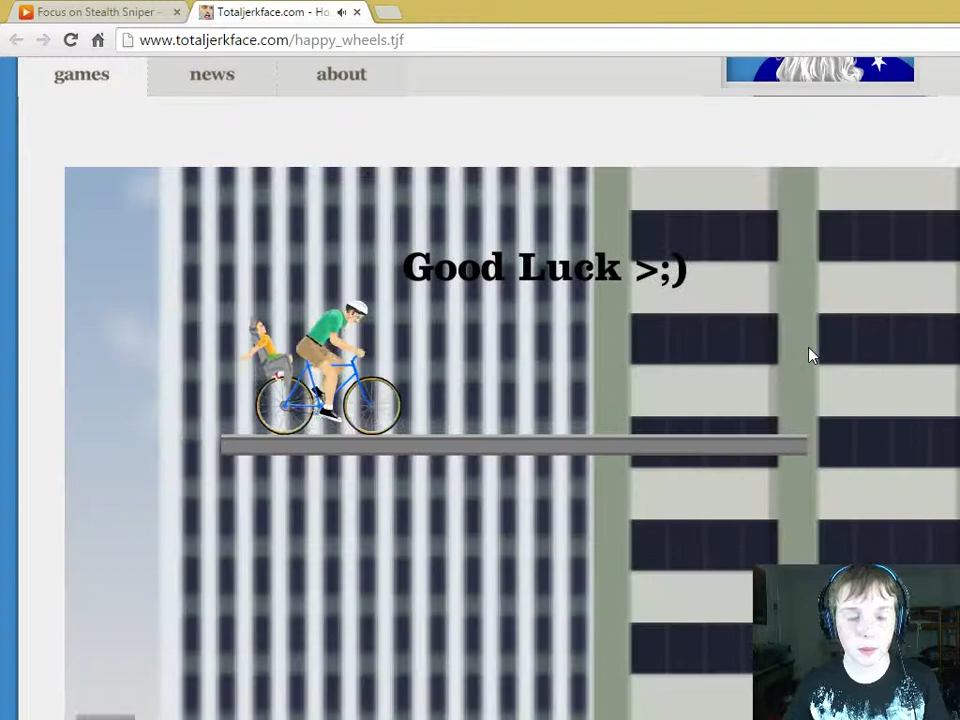 Focus on Stealth Sniper -
Totaljerkface.com - Ho
www.totaljerkface.com/happy_wheels.tjf
games
news
about
Good Luck >;)